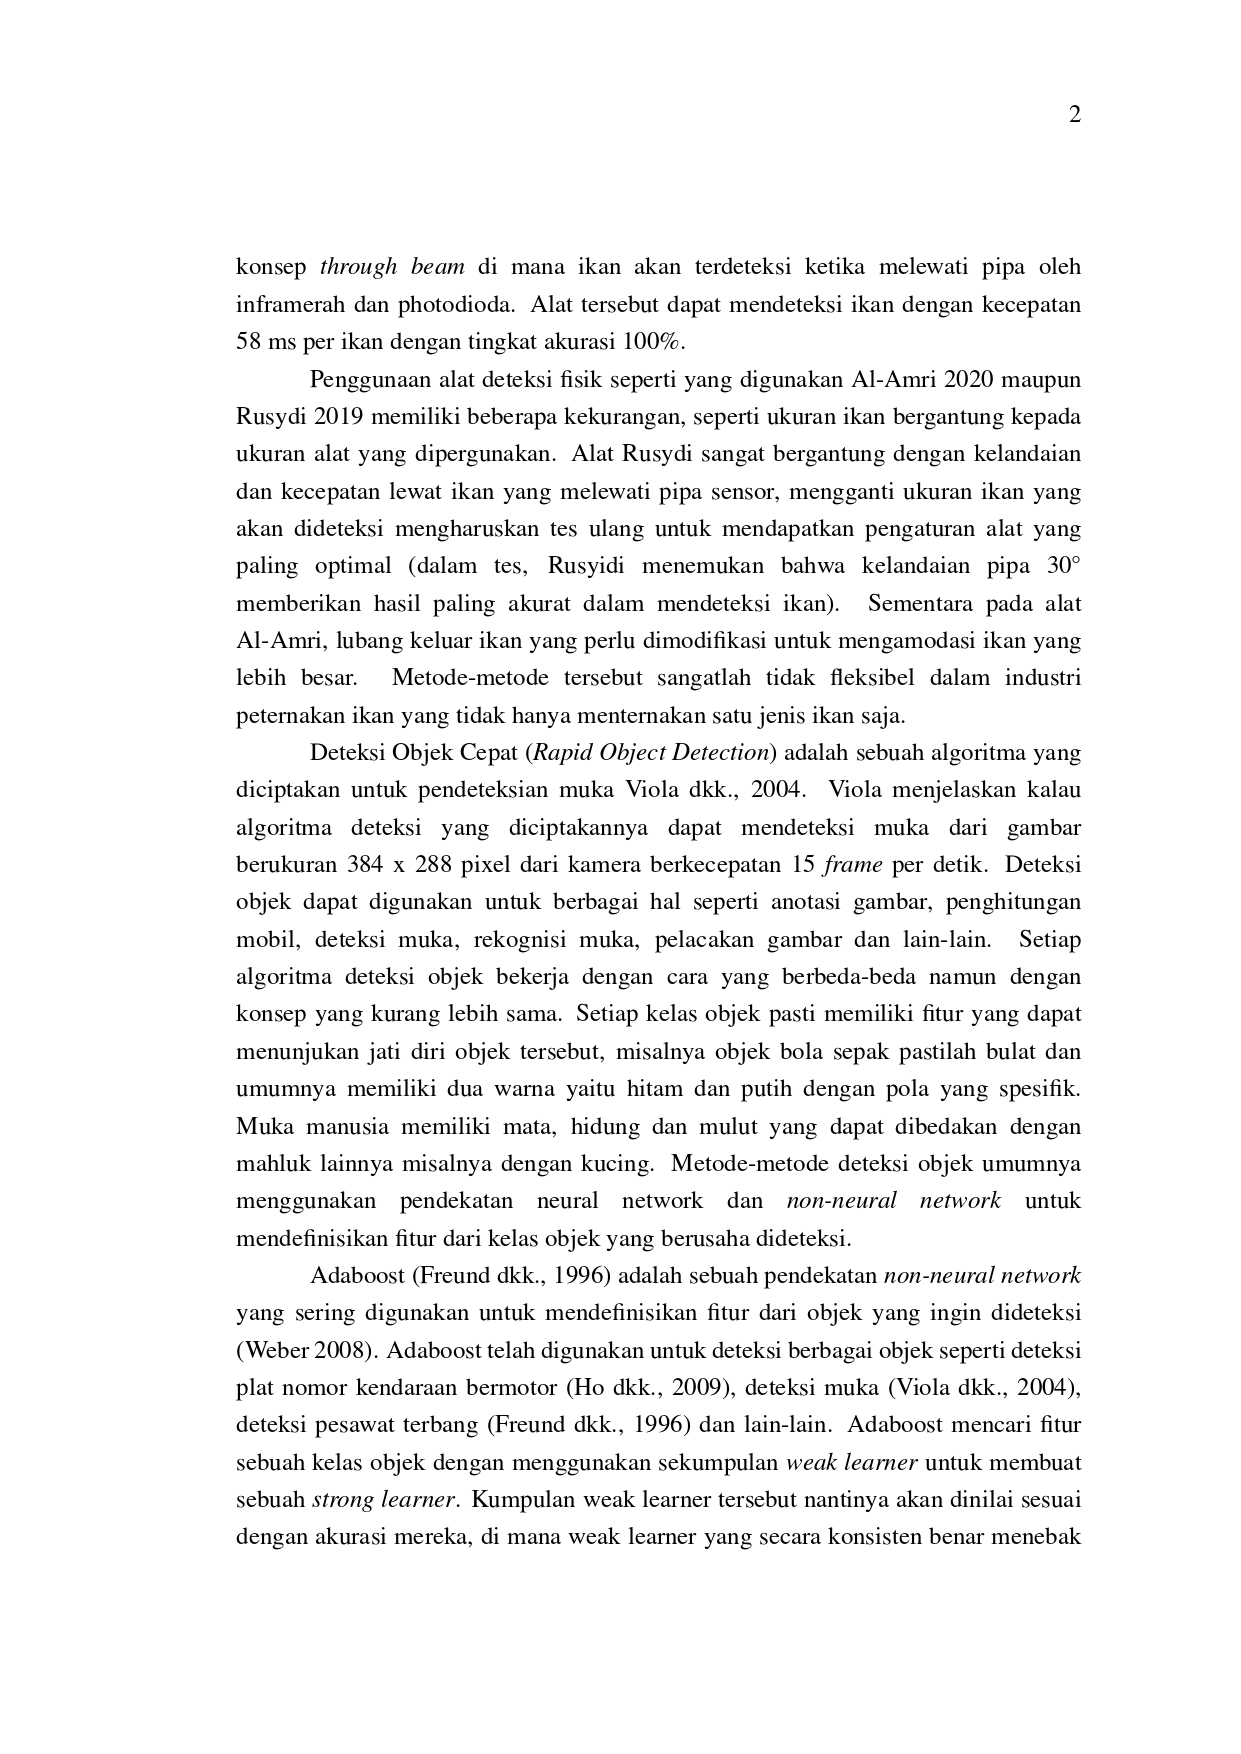 2
konsep through beam di mana ikan akan terdeteksi ketika melewati pipa oleh
inframerah dan photodioda. Alat tersebut dapat mendeteksi ikan dengan kecepatan
58 ms per ikan dengan tingkat akurasi 100%.
Penggunaan alat deteksi fisik seperti yang digunakan Al-Amri 2020 maupun
Rusydi 2019 memiliki beberapa kekurangan, seperti ukuran ikan bergantung kepada
ukuran alat yang dipergunakan. Alat Rusydi sangat bergantung dengan kelandaian
dan kecepatan lewat ikan yang melewati pipa sensor, mengganti ukuran ikan yang
akan dideteksi mengharuskan tes ulang untuk mendapatkan pengaturan alat yang
paling optimal (dalam tes, Rusyidi menemukan bahwa kelandaian pipa 30°
memberikan hasil paling akurat dalam mendeteksi ikan). Sementara pada alat
Al-Amri, lubang keluar ikan yang perlu dimodifikasi untuk mengamodasi ikan yang
lebih besar. Metode-metode tersebut sangatlah tidak fleksibel dalam industri
peternakan ikan yang tidak hanya menternakan satu jenis ikan saja.
Deteksi Objek Cepat (Rapid Object Detection) adalah sebuah algoritma yang
diciptakan untuk pendeteksian muka Viola dkk., 2004. Viola menjelaskan kalau
algoritma deteksi yang diciptakannya dapat mendeteksi muka dari gambar
berukuran 384 x 288 pixel dari kamera berkecepatan 15 frame per detik. Deteksi
objek dapat digunakan untuk berbagai hal seperti anotasi gambar, penghitungan
mobil, deteksi muka, rekognisi muka, pelacakan gambar dan lain-lain. Setiap
algoritma deteksi objek bekerja dengan cara yang berbeda-beda namun dengan
konsep yang kurang lebih sama. Setiap kelas objek pasti memiliki fitur yang dapat
menunjukan jati diri objek tersebut, misalnya objek bola sepak pastilah bulat dan
umumnya memiliki dua warna yaitu hitam dan putih dengan pola yang spesifik.
Muka manusia memiliki mata, hidung dan mulut yang dapat dibedakan dengan
mahluk lainnya misalnya dengan kucing. Metode-metode deteksi objek umumnya
menggunakan pendekatan neural network dan non-neural network untuk
mendefinisikan fitur dari kelas objek yang berusaha dideteksi.
Adaboost (Freund dkk., 1996) adalah sebuah pendekatan non-neural network
yang sering digunakan untuk mendefinisikan fitur dari objek yang ingin dideteksi
(Weber 2008). Adaboost telah digunakan untuk deteksi berbagai objek seperti deteksi
plat nomor kendaraan bermotor (Ho dkk., 2009), deteksi muka (Viola dkk., 2004),
deteksi pesawat terbang (Freund dkk., 1996) dan lain-lain. Adaboost mencari fitur
sebuah kelas objek dengan menggunakan sekumpulan weak learner untuk membuat
sebuah strong learner. Kumpulan weak learner tersebut nantinya akan dinilai sesuai
dengan akurasi mereka, di mana weak learner yang secara konsisten benar menebak